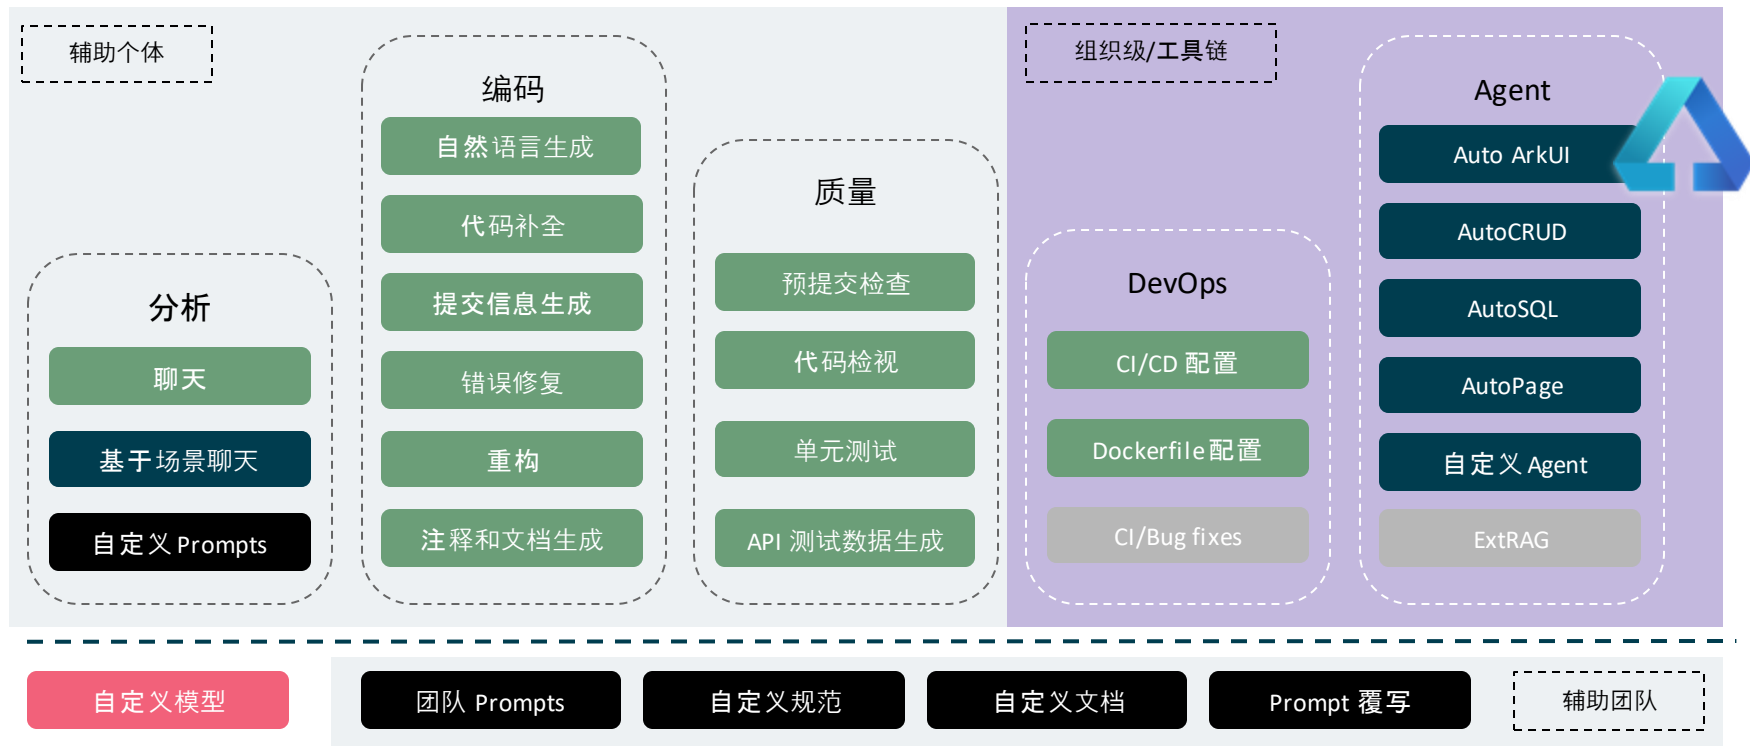 辅助个体
分析
聊天
基于场景聊天
自定义 Prompts
编码
自然语言生成
代码补全
提交信息生成
错误修复
重构
注释和文档生成
质量
预提交检查
代码检视
单元测试
API 测试数据生成
组织级/工具链
DevOps
CI/CD 配置
Dockerfile 配置
CI/Bug fixes
Agent
Auto ArkUI
AutoCRUD
AutoSQL
AutoPage
自定义 Agent
ExtRAG
自定义模型
团队 Prompts
自定义规范
自定义文档
Prompt 覆写
辅助团队